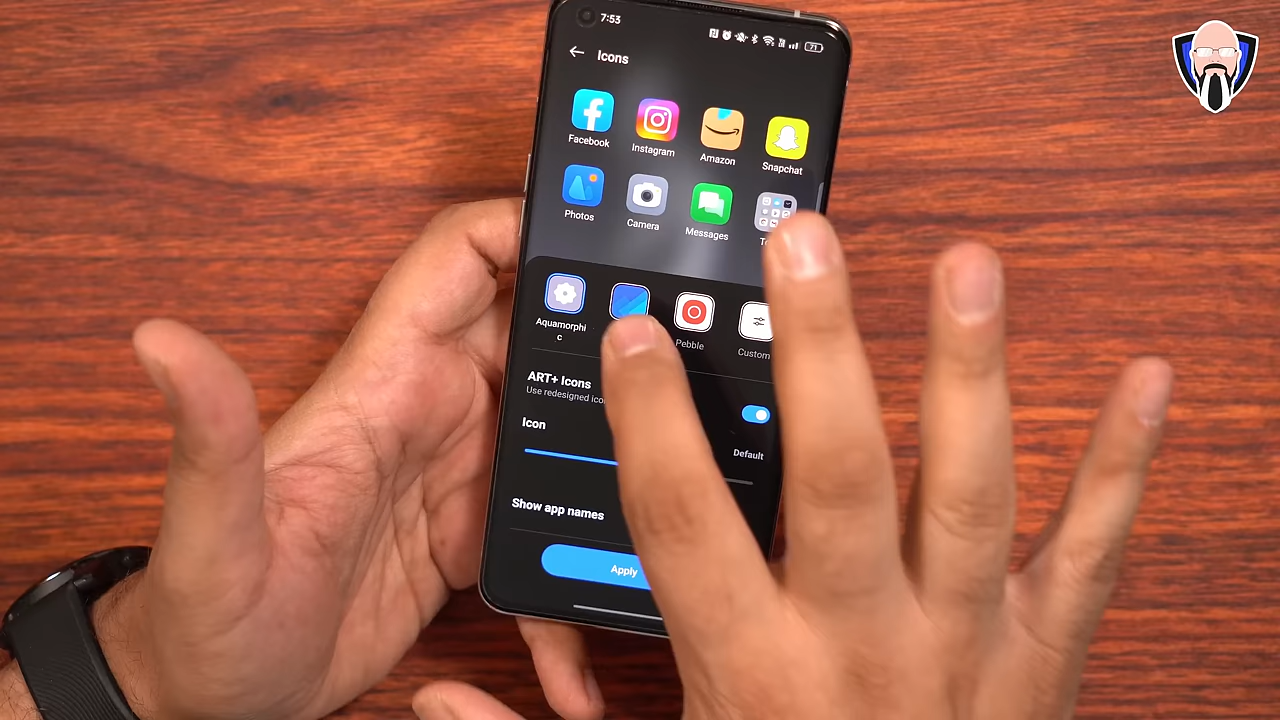 7:53
71
Icons
Facebook
Instagram
Amazon
Snapchat
Photos
Camera
Messages
Aquamorphi
c
Pebble
Custom
ART+ Icons
Use redesigned
Icon
Default
Show app names
Apply